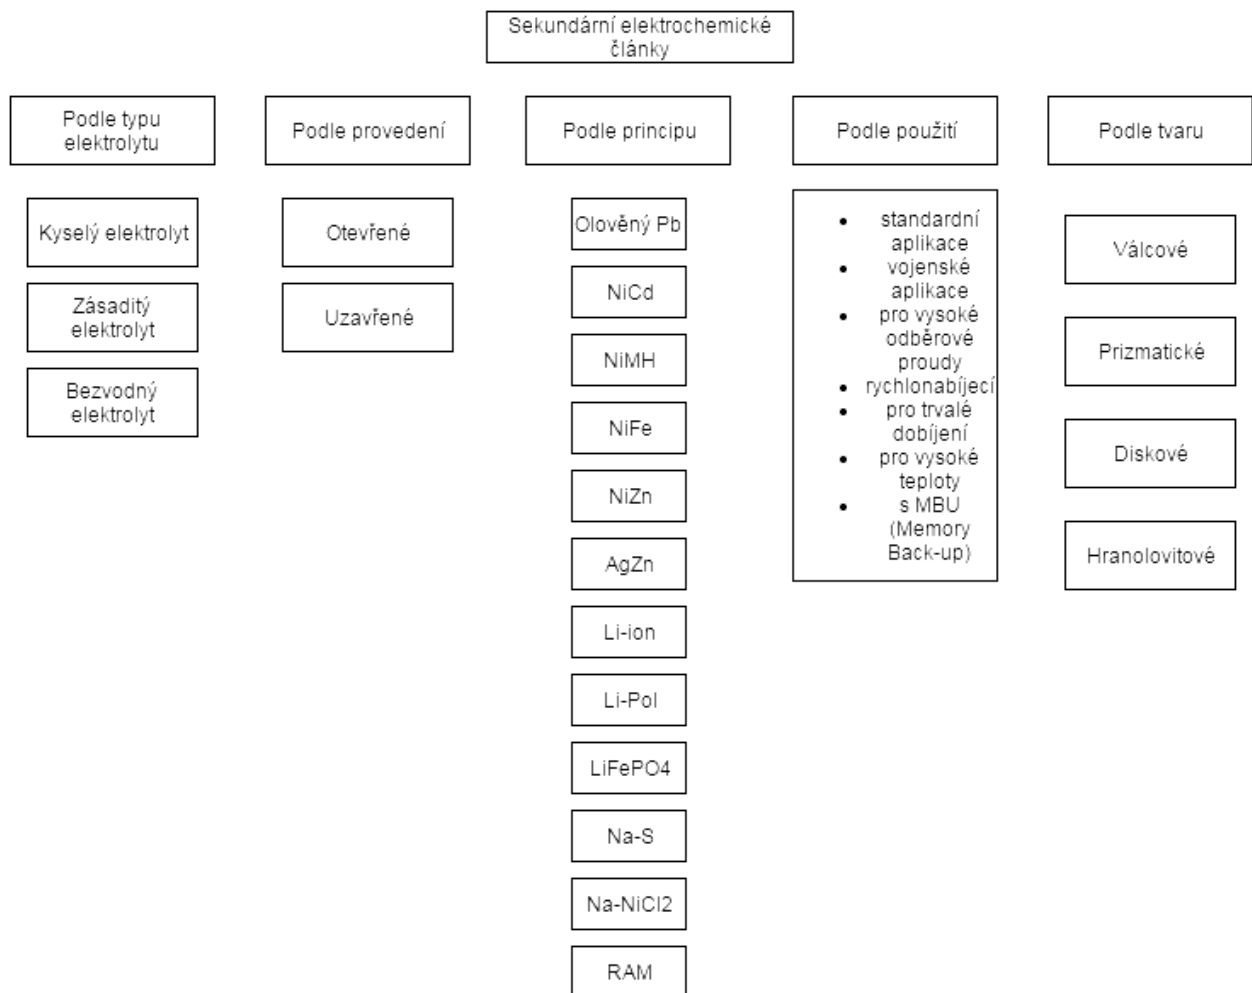 Sekundární elektrochemické
články
Podle typu
elektrolytu
Podle provedení
Podle principu
Podle použití
Podle tvaru
Kyselý elektrolyt
Zásaditý
elektrolyt
Bezvodný
elektrolyt
Otevřené
Uzavřené
Olověný Pb
NiCd
NiMH
NiFe
NiZn
AgZn
Li-ion
Li-Pol
LiFePO4
Na-S
Na-NiCl2
RAM
• standardní
aplikace
• vojenské
aplikace
• pro vysoké
odběrové
proudy
• rychlonabíjecí
• pro trvalé
dobíjení
• pro vysoké
teploty
• s MBU
(Memory
Back-up)
Válcové
Prizmatické
Diskové
Hranolovitové